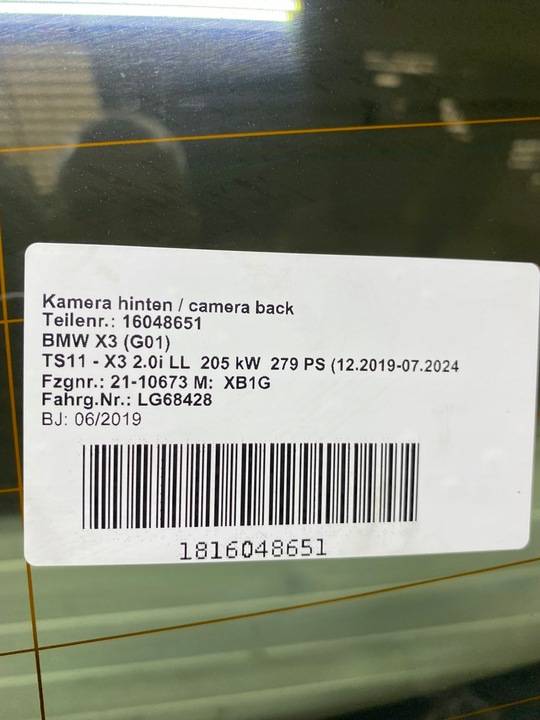 Kamera hinten / camera back
Teilenr.: 16048651
BMW X3 (G01)
TS11 - X3 2.0i LL 205 kW 279 PS (12.2019-07.2024
Fzgnr.: 21-10673 M: XB1G
Fahrg.Nr.: LG68428
BJ: 06/2019
1816048651